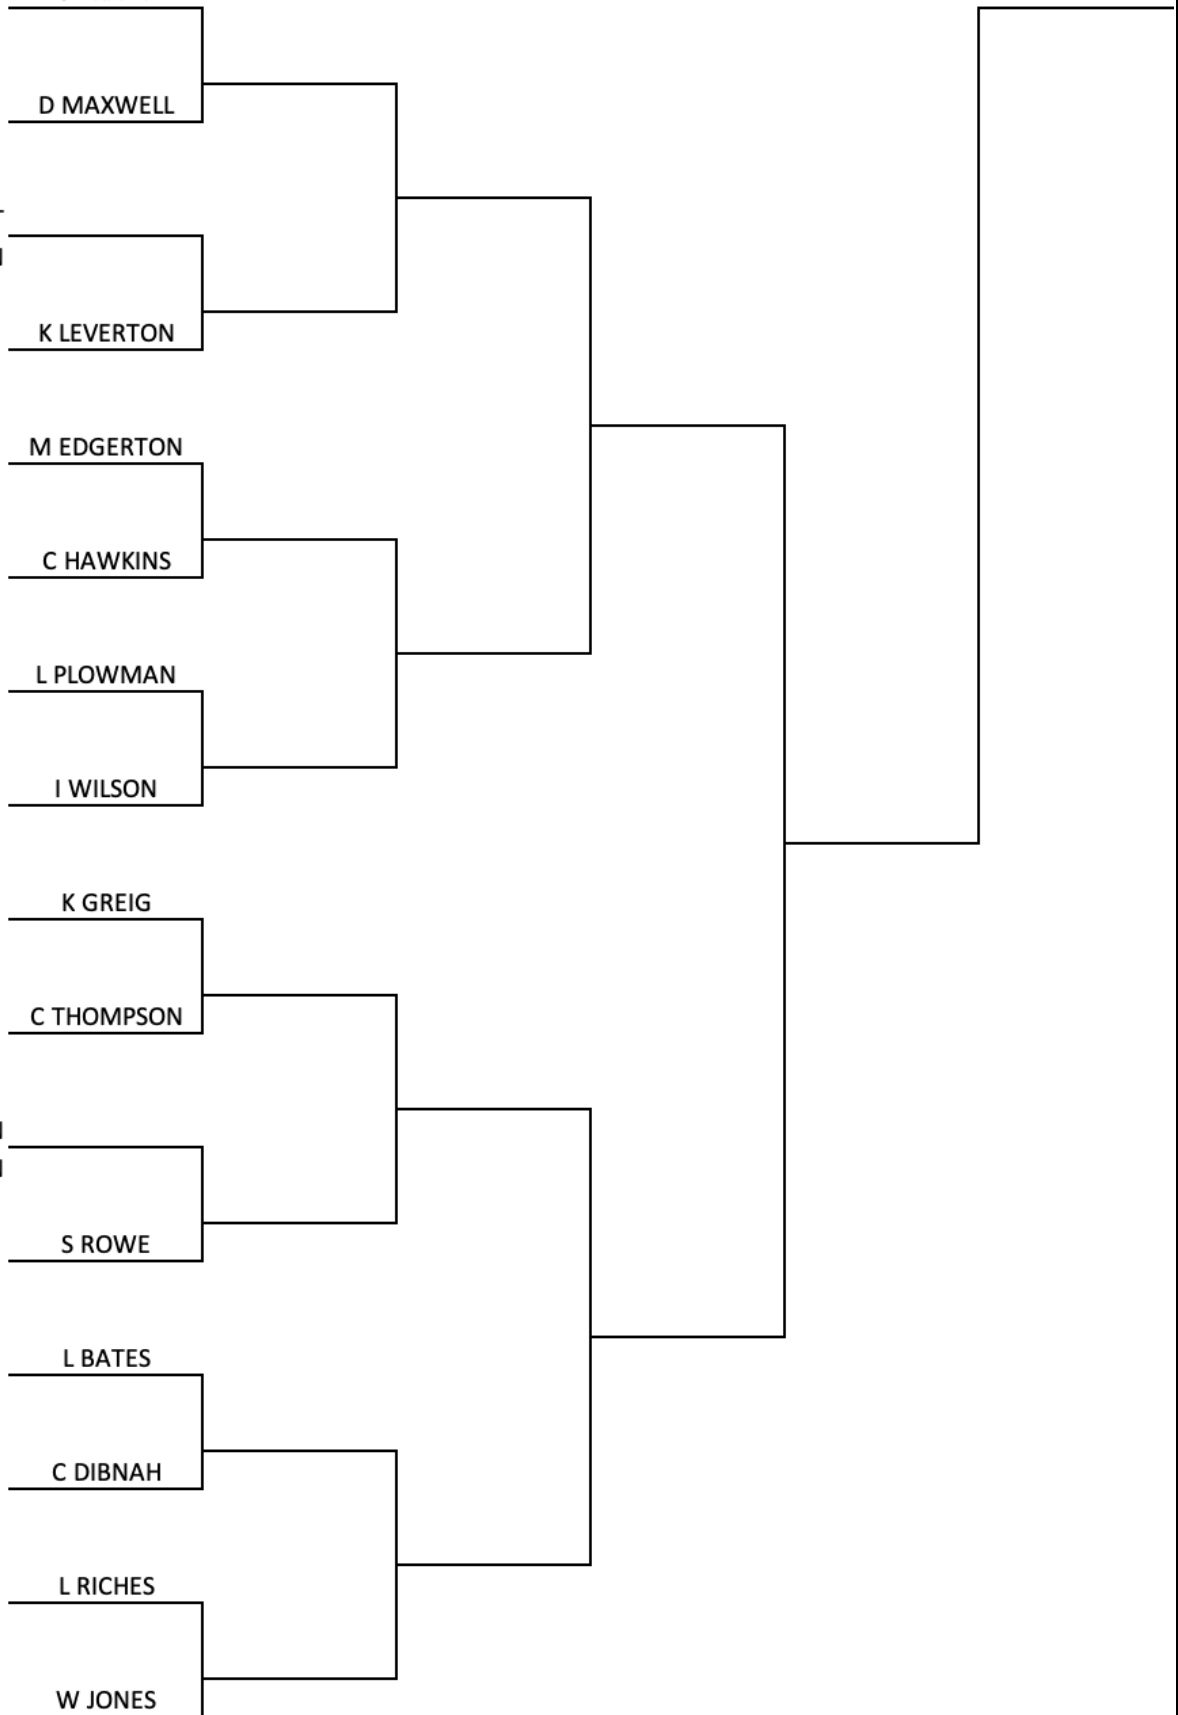 D MAXWELL
K LEVERTON
M EDGERTON
C HAWKINS
L PLOWMAN
I WILSON
K GREIG
C THOMPSON
S ROWE
L BATES
C DIBNAH
L RICHES
W JONES